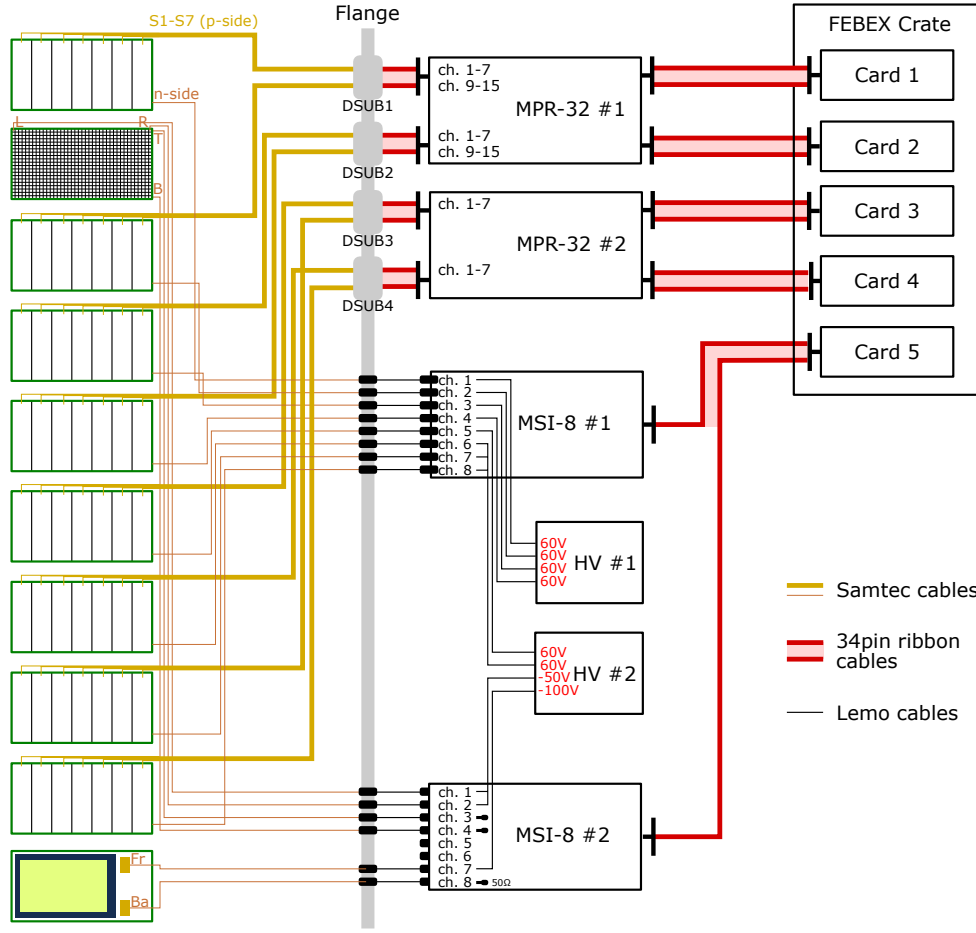 S1-S7 (p-side)
Flange
FEBEX Crate
n-side
L
R
T
B
DSUB1
DSUB2
DSUB3
DSUB4
ch. 1-7
ch. 9-15
MPR-32 #1
ch. 1-7
ch. 9-15
ch. 1-7
MPR-32 #2
ch. 1-7
Card 1
Card 2
Card 3
Card 4
Card 5
ch. 1
ch. 2
ch. 3
ch. 4
ch. 5
ch. 6
ch. 7
ch. 8
MSI-8 #1
60V
60V
60V
60V
HV #1
60V
60V
-50V
-100V
HV #2
Samtec cables
34pin ribbon
cables
Lemo cables
ch. 1
ch. 2
ch. 3
ch. 4
ch. 5
ch. 6
ch. 7
ch. 8
50Ω
MSI-8 #2
Fr
Ba